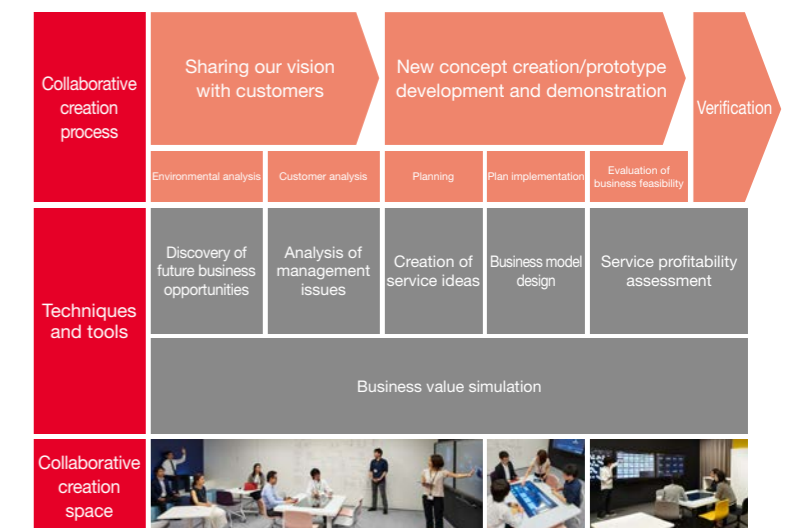 Collaborative
creation
process
Sharing our vision
with customers
New concept creation/prototype
development and demonstration
Verification
Environmental analysis
Customer analysis
Planning
Plan implementation
Evaluation of
business feasibility
Techniques
and tools
Discovery of
future business
opportunities
Analysis of
management
issues
Creation of
service ideas
Business model
design
Service profitability
assessment
Business value simulation
Collaborative
creation
space